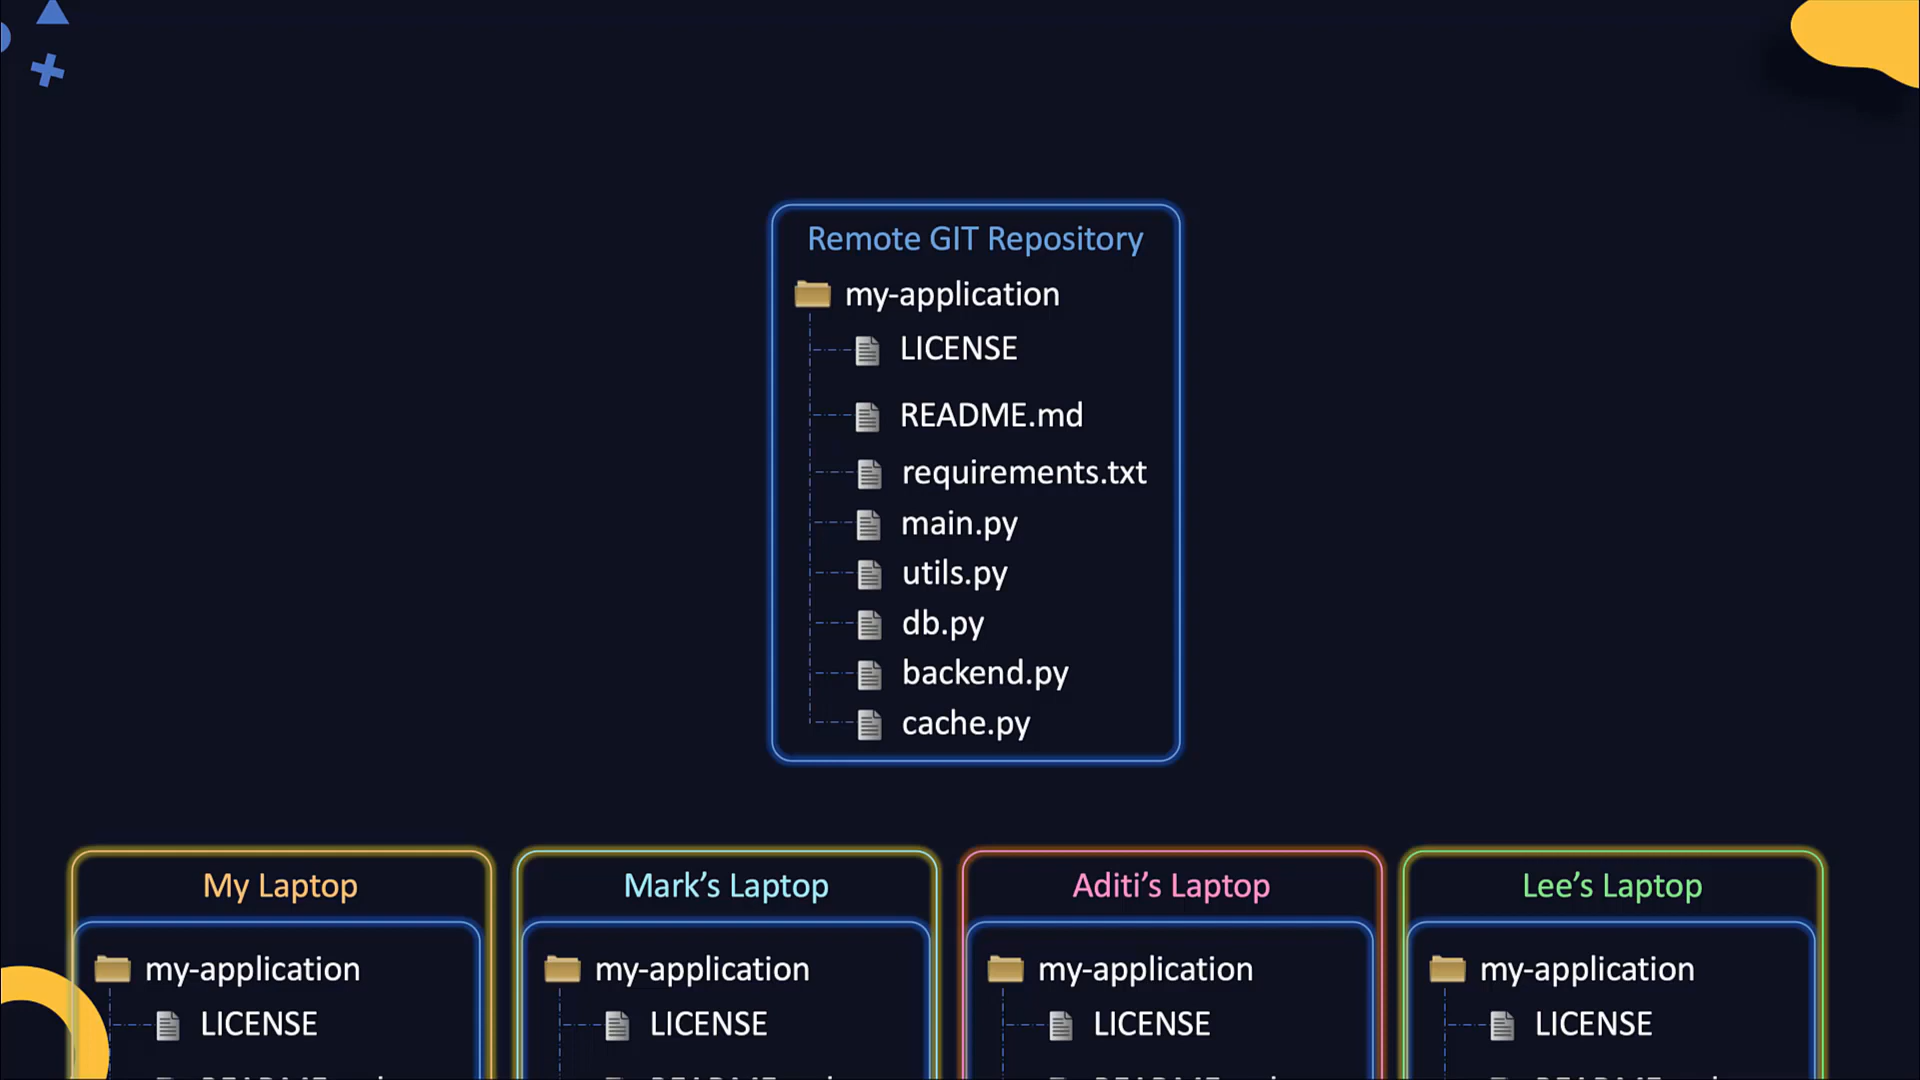 Remote GIT Repository
my-application
LICENSE
README.md
requirements.txt
main.py
utils.py
db.py
backend.py
cache.py
My Laptop
my-application
LICENSE
Mark’s Laptop
my-application
LICENSE
Aditi’s Laptop
my-application
LICENSE
Lee’s Laptop
my-application
LICENSE